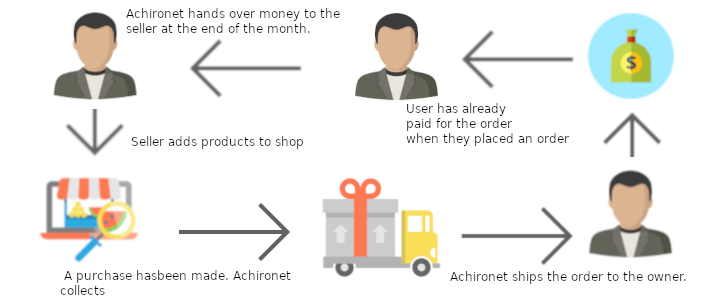 Achironet hands over money to the
seller at the end of the month.
User has already
paid for the order
when they placed an order
Seller adds products to shop
A purchase hasbeen made. Achironet
collects
Achironet ships the order to the owner.
$